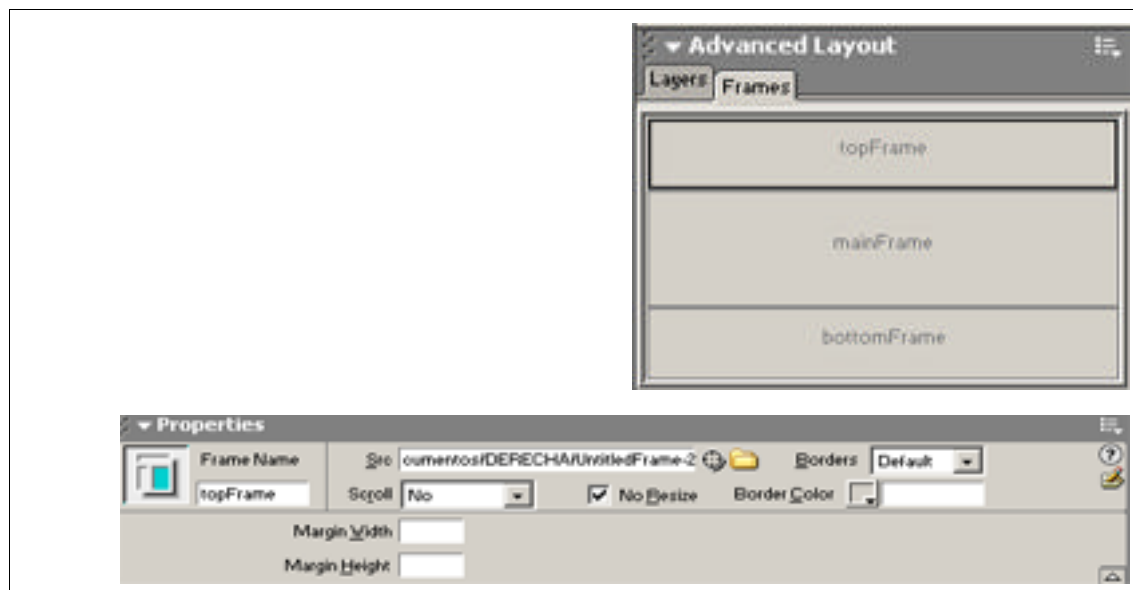 Advanced Layout
Layers Frames
topFrame
mainFrame
bottomFrame
Properties
Frame Name Src ocumentos/DERECHA/UntitledFrame-2 Borders Default
topFrame Scroll No No Resize Border Color
Margin Width
Margin Height